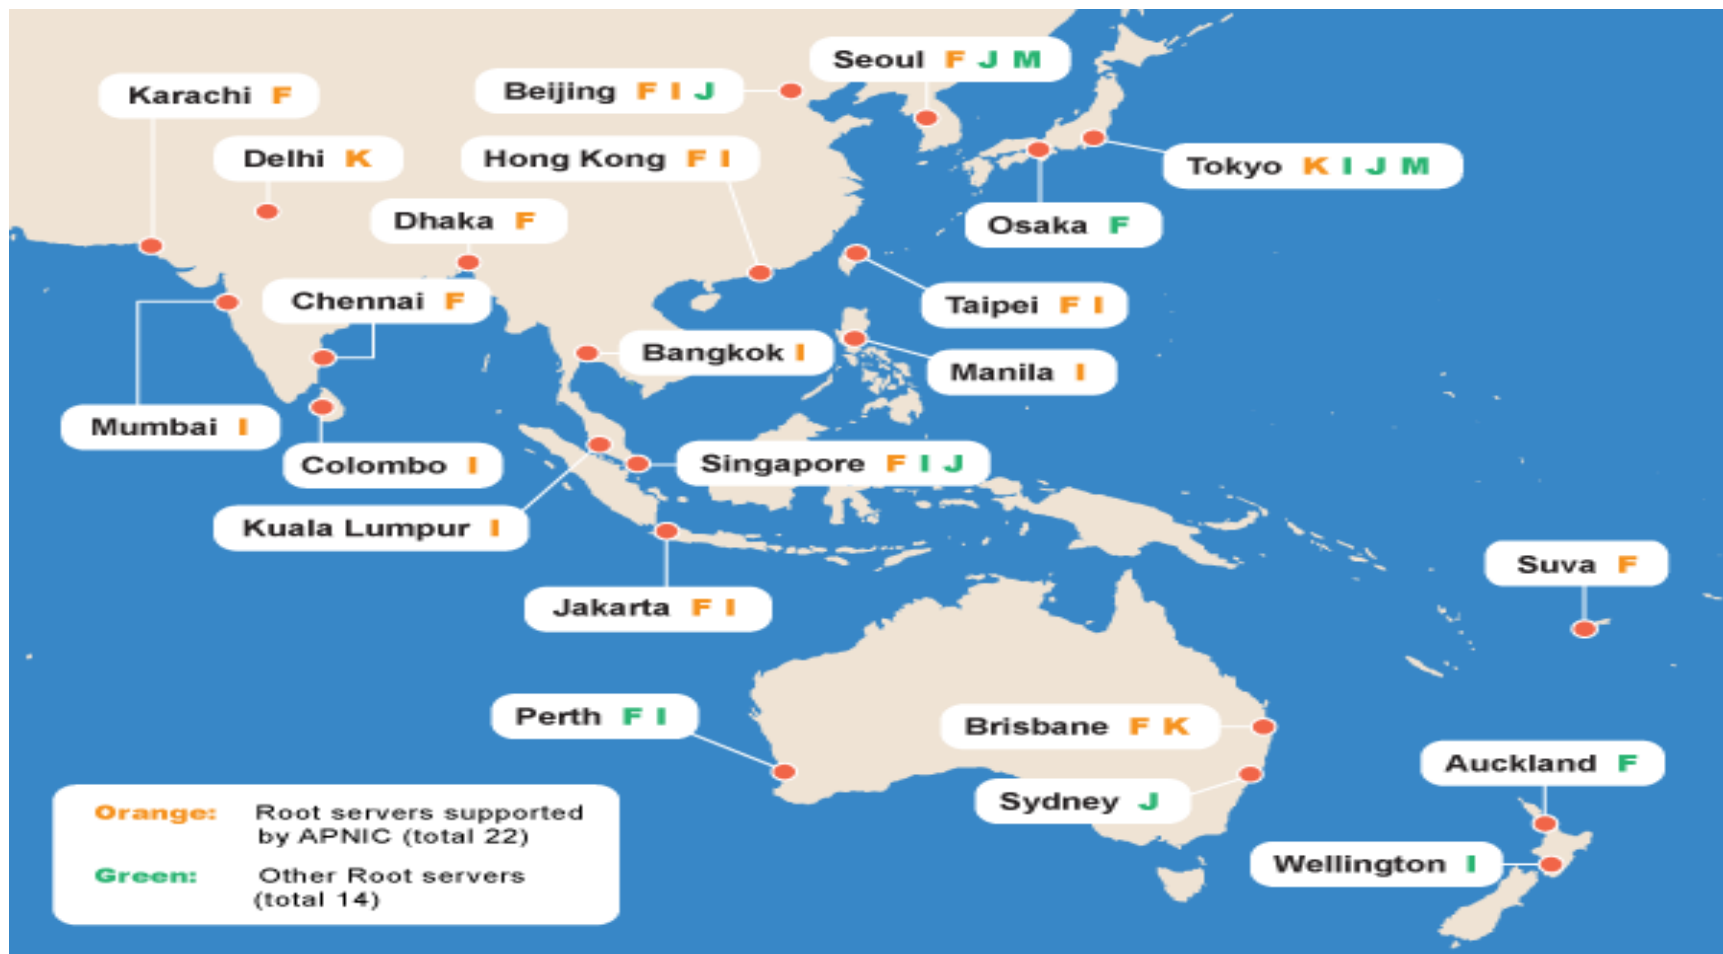 Seoul F J M
Karachi F
Beijing F I J
Delhi K
Hong Kong F I
Tokyo K I J M
Dhaka F
Osaka F
Chennai F
Taipei F I
Bangkok I
Manila I
Mumbai I
Colombo I
Singapore F I J
Kuala Lumpur I
Suva F
Jakarta F I
Perth F I
Brisbane F K
Auckland F
Sydney J
Wellington I
Orange: Root servers supported
by APNIC (total 22)
Green: Other Root servers
(total 14)